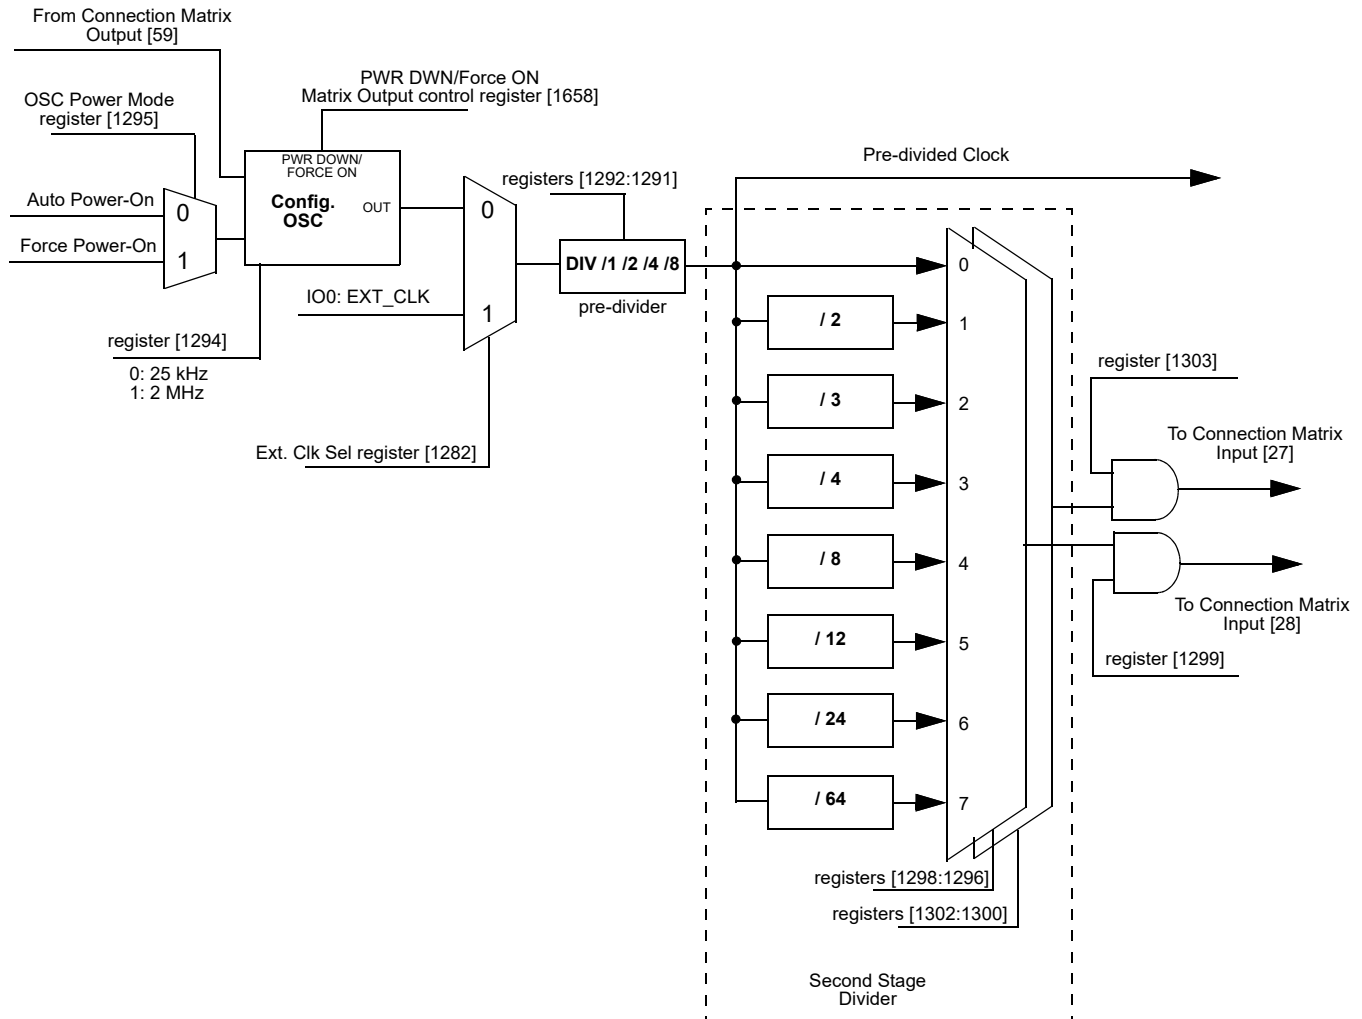 From Connection Matrix
Output [59]
PWR DWN/Force ON
Matrix Output control register [1658]
OSC Power Mode
register [1295]
PWR DOWN/
FORCE ON
Config.
OSC
OUT
Auto Power-On
Force Power-On
0
1
register [1294]
0: 25 kHz
1: 2 MHz
0
1
IO0: EXT_CLK
Ext. Clk Sel register [1282]
registers [1292:1291]
DIV /1 /2 /4 /8
pre-divider
Pre-divided Clock
0
/ 2
1
/ 3
2
/ 4
3
/ 8
4
/ 12
5
/ 24
6
/ 64
7
registers [1298:1296]
registers [1302:1300]
Second Stage
Divider
register [1303]
To Connection Matrix
Input [27]
To Connection Matrix
Input [28]
register [1299]